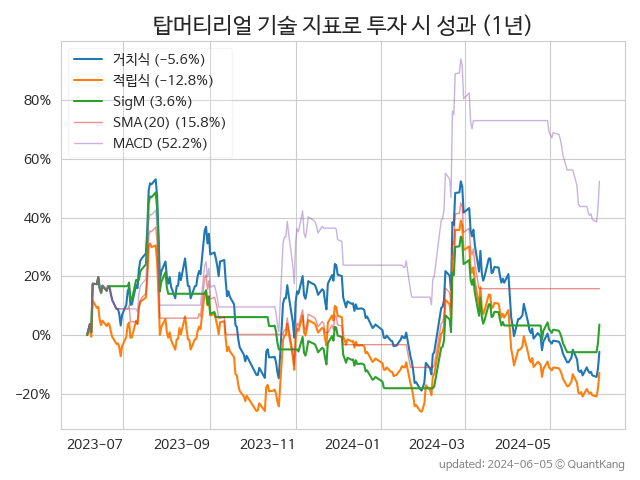 탑머티리얼 기술 지표로 투자 시 성과 (1년)
거치식 (−5.6%)
적립식 (−12.8%)
SigM (3.6%)
SMA(20) (15.8%)
MACD (52.2%)
80%
60%
40%
20%
0%
−20%
2023-07 2023-09 2023-11 2024-01 2024-03 2024-05
updated: 2024-06-05 © QuantKang